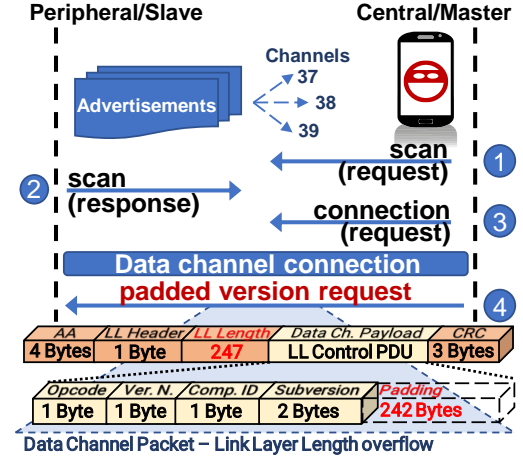 Peripheral/Slave
Central/Master
Channels
37
Advertisements
38
39
scan
(request)
1
2
scan
(response)
connection
(request)
3
Data channel connection
padded version request
4
AA LL Header LL Length Data Ch. Payload CRC
4 Bytes 1 Byte 247 LL Control PDU 3 Bytes
Opcode Ver. N. Comp. ID Subversion Padding
1 Byte 1 Byte 1 Byte 2 Bytes 242 Bytes
Data Channel Packet – Link Layer Length overflow